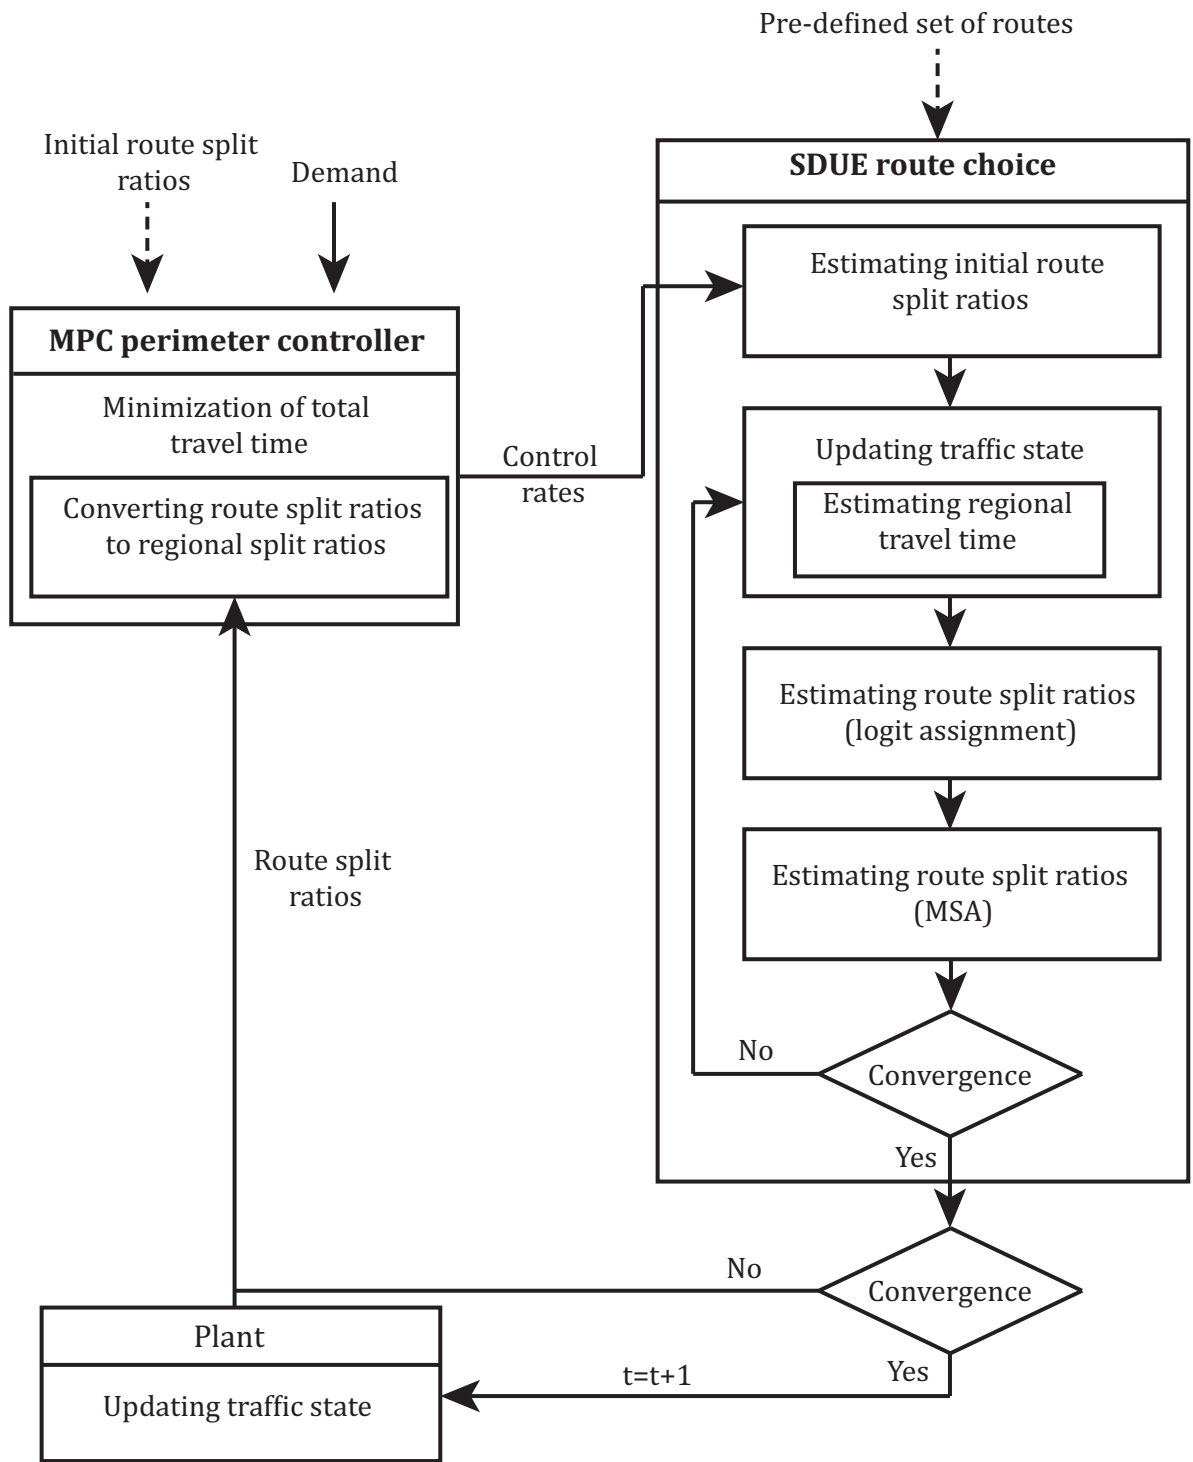 Pre-defined set of routes
Initial route split
ratios
Demand
SDUE route choice
Estimating initial route
split ratios
MPC perimeter controller
Minimization of total
travel time
Converting route split ratios
to regional split ratios
Control
rates
Updating traffic state
Estimating regional
travel time
Estimating route split ratios
(logit assignment)
Route split
ratios
Estimating route split ratios
(MSA)
No
Convergence
Yes
No
Convergence
Yes
t=t+1
Plant
Updating traffic state